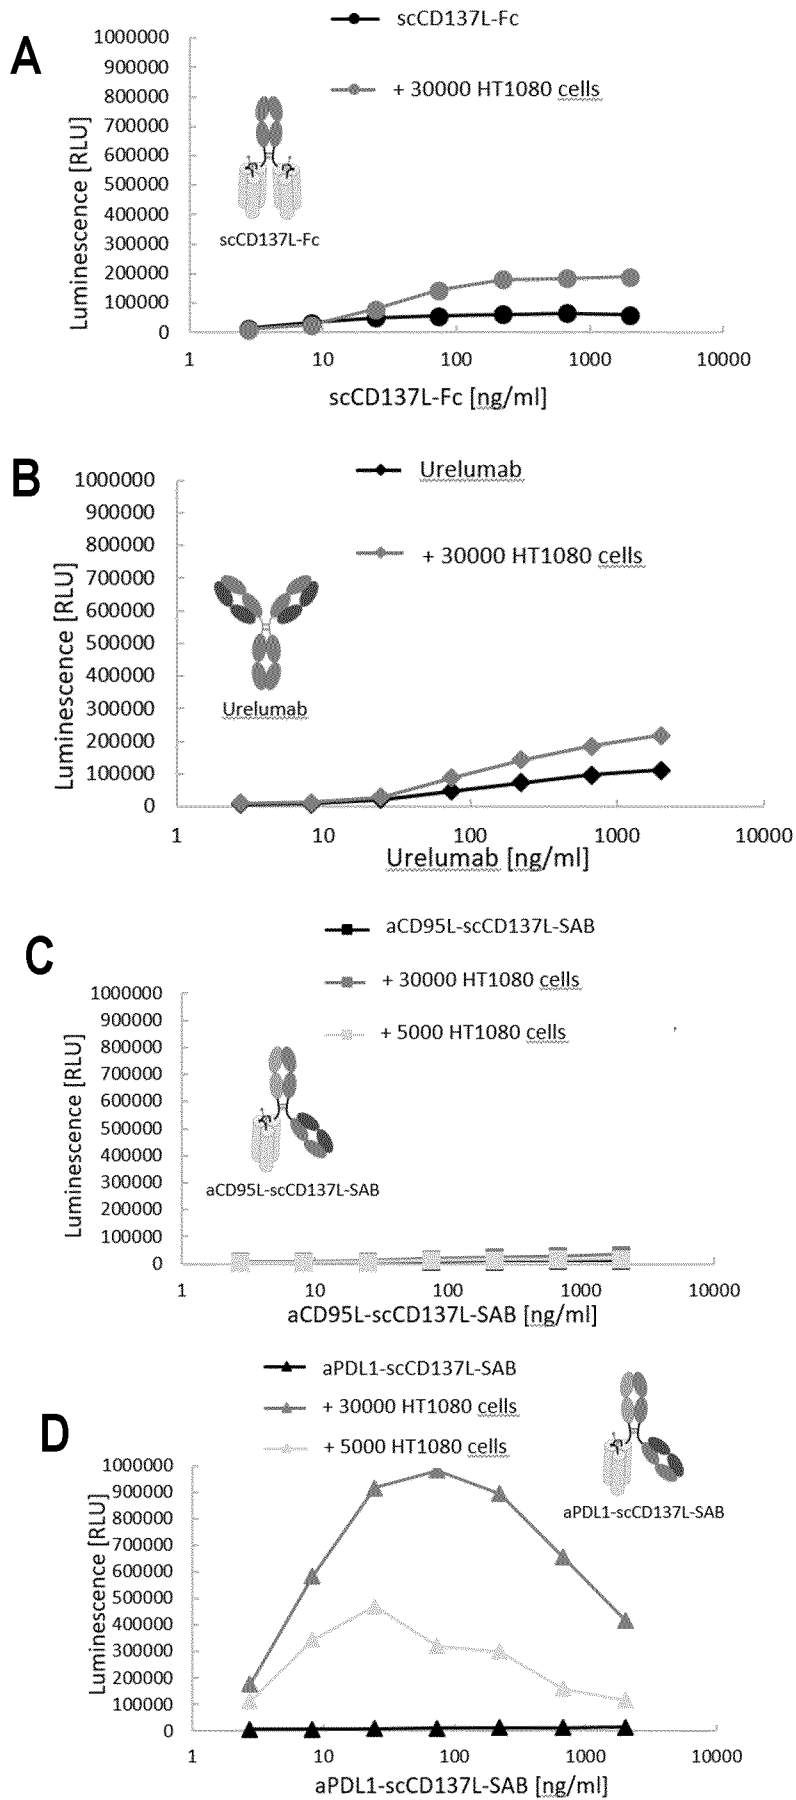 A
scCD137L-Fc
+ 30000 HT1080 cells
Luminescence [RLU]
1000000
900000
800000
700000
600000
500000
400000
300000
200000
100000
0
scCD137L-Fc
1 10 100 1000 10000
scCD137L-Fc [ng/ml]
B
Urelumab
+ 30000 HT1080 cells
Luminescence [RLU]
1000000
900000
800000
700000
600000
500000
400000
300000
200000
100000
0
Urelumab
1 10 100 1000 10000
Urelumab [ng/ml]
C
aCD95L-scCD137L-SAB
+ 30000 HT1080 cells
+ 5000 HT1080 cells
Luminescence [RLU]
1000000
900000
800000
700000
600000
500000
400000
300000
200000
100000
0
aCD95L-scCD137L-SAB
1 10 100 1000 10000
aCD95L-scCD137L-SAB [ng/ml]
D
aPDL1-scCD137L-SAB
+ 30000 HT1080 cells
+ 5000 HT1080 cells
aPDL1-scCD137L-SAB
Luminescence [RLU]
1000000
900000
800000
700000
600000
500000
400000
300000
200000
100000
0
1 10 100 1000 10000
aPDL1-scCD137L-SAB [ng/ml]